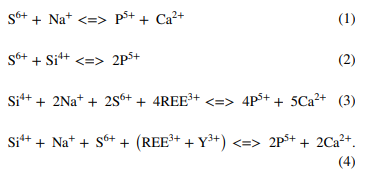 S⁶⁺ + Na⁺ <=> P⁵⁺ + Ca²⁺ (1)
S⁶⁺ + Si⁴⁺ <=> 2P⁵⁺ (2)
Si⁴⁺ + 2Na⁺ + 2S⁶⁺ + 4REE³⁺ <=> 4P⁵⁺ + 5Ca²⁺ (3)
Si⁴⁺ + Na⁺ + S⁶⁺ + (REE³⁺ + Y³⁺) <=> 2P⁵⁺ + 2Ca²⁺.
(4)